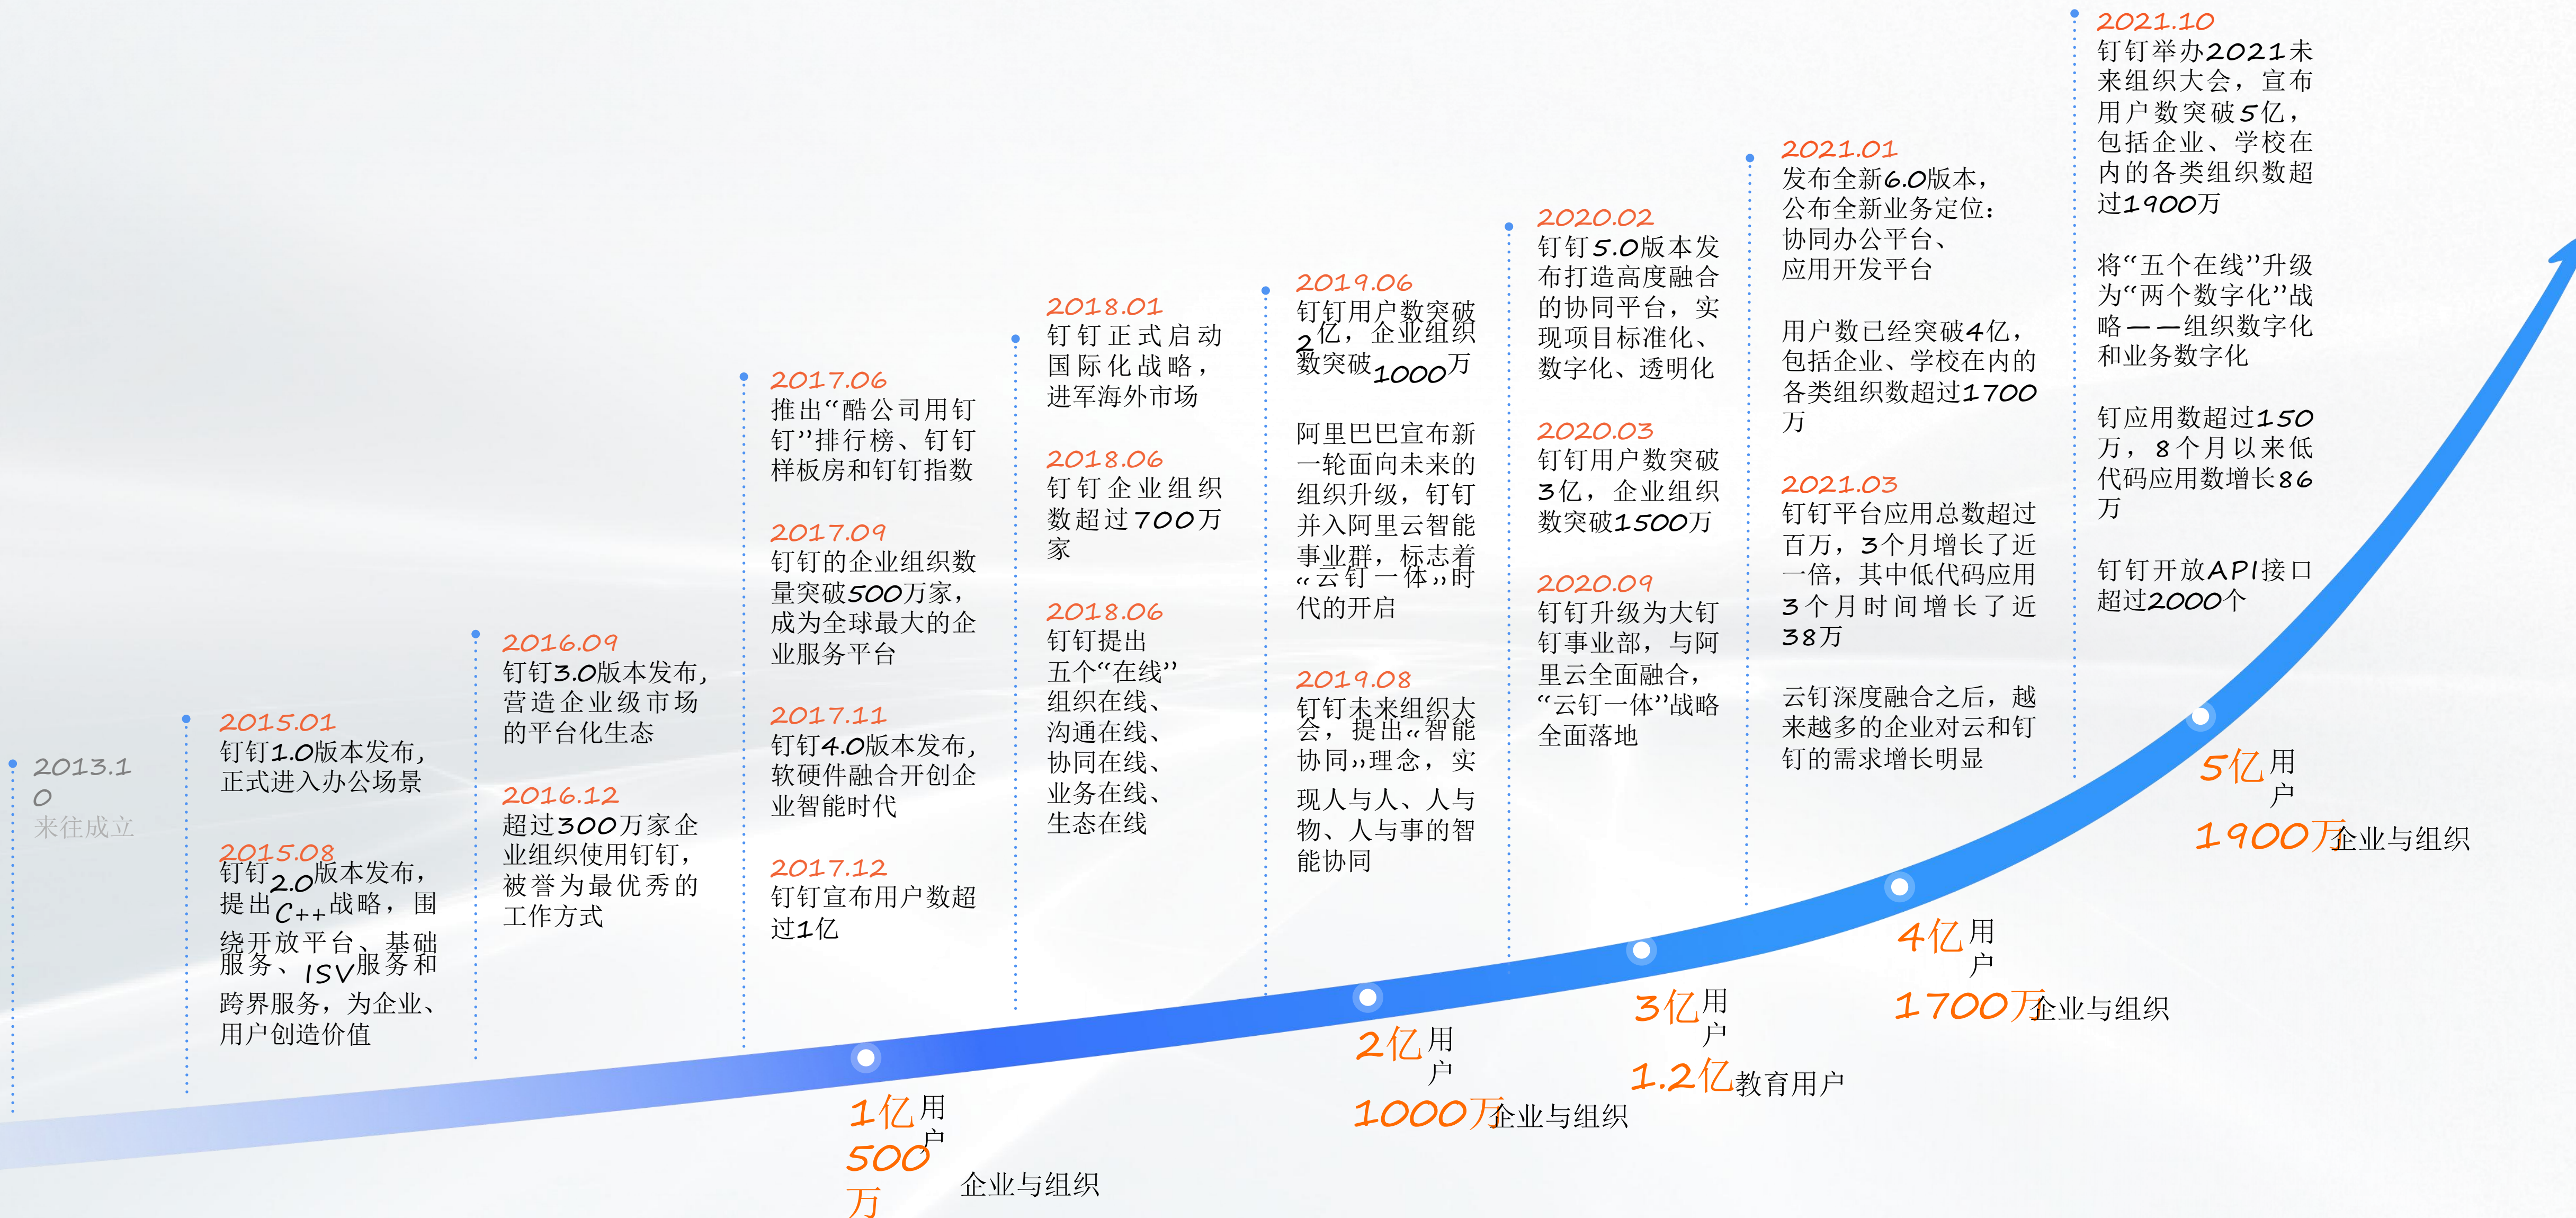 2013.1
0
来往成立
2015.01
钉钉1.0版本发布,
正式进入办公场景
2015.08
钉钉2.0版本发布，
提出C++战略，围
绕开放平台、基础
服务、ISV服务和
跨界服务，为企业、
用户创造价值
2016.09
钉钉3.0版本发布,
营造企业级市场
的平台化生态
2016.12
超过300万家企
业组织使用钉钉，
被誉为最优秀的
工作方式
2017.06
推出“酷公司用钉
钉”排行榜、钉钉
样板房和钉钉指数
2017.09
钉钉的企业组织数
量突破500万家，
成为全球最大的企
业服务平台
2017.11
钉钉4.0版本发布,
软硬件融合开创企
业智能时代
2017.12
钉钉宣布用户数超
过1亿
2018.01
钉钉正式启动
国际化战略，
进军海外市场
2018.06
钉钉企业组织
数超过700万
家
2018.06
钉钉提出
五个“在线”
组织在线、
沟通在线、
协同在线、
业务在线、
生态在线
2019.06
钉钉用户数突破
2亿，企业组织
数突破1000万
阿里巴巴宣布新
一轮面向未来的
组织升级，钉钉
并入阿里云智能
事业群，标志着
“云钉一体”时
代的开启
2019.08
钉钉未来组织大
会，提出“智能
协同”理念，实
现人与人、人与
物、人与事的智
能协同
2020.02
钉钉5.0版本发
布打造高度融合
的协同平台，实
现项目标准化、
数字化、透明化
2020.03
钉钉用户数突破
3亿，企业组织
数突破1500万
2020.09
钉钉升级为大钉
钉事业部，与阿
里云全面融合，
“云钉一体”战略
全面落地
2021.01
发布全新6.0版本，
公布全新业务定位：
协同办公平台、
应用开发平台
用户数已经突破4亿，
包括企业、学校在内的
各类组织数超过1700
万
2021.03
钉钉平台应用总数超过
百万，3个月增长了近
一倍，其中低代码应用
3个月时间增长了近
38万
云钉深度融合之后，越
来越多的企业对云和钉
钉的需求增长明显
2021.10
钉钉举办2021未
来组织大会，宣布
用户数突破5亿，
包括企业、学校在
内的各类组织数超
过1900万
将“五个在线”升级
为“两个数字化”战
略——组织数字化
和业务数字化
钉应用数超过150
万，8个月以来低
代码应用数增长86
万
钉钉开放API接口
超过2000个
1亿用
户
500
万
企业与组织
2亿用
户
1000万企业与组织
3亿用
户
1.2亿教育用户
4亿用
户
1700万企业与组织
5亿用
户
1900万企业与组织